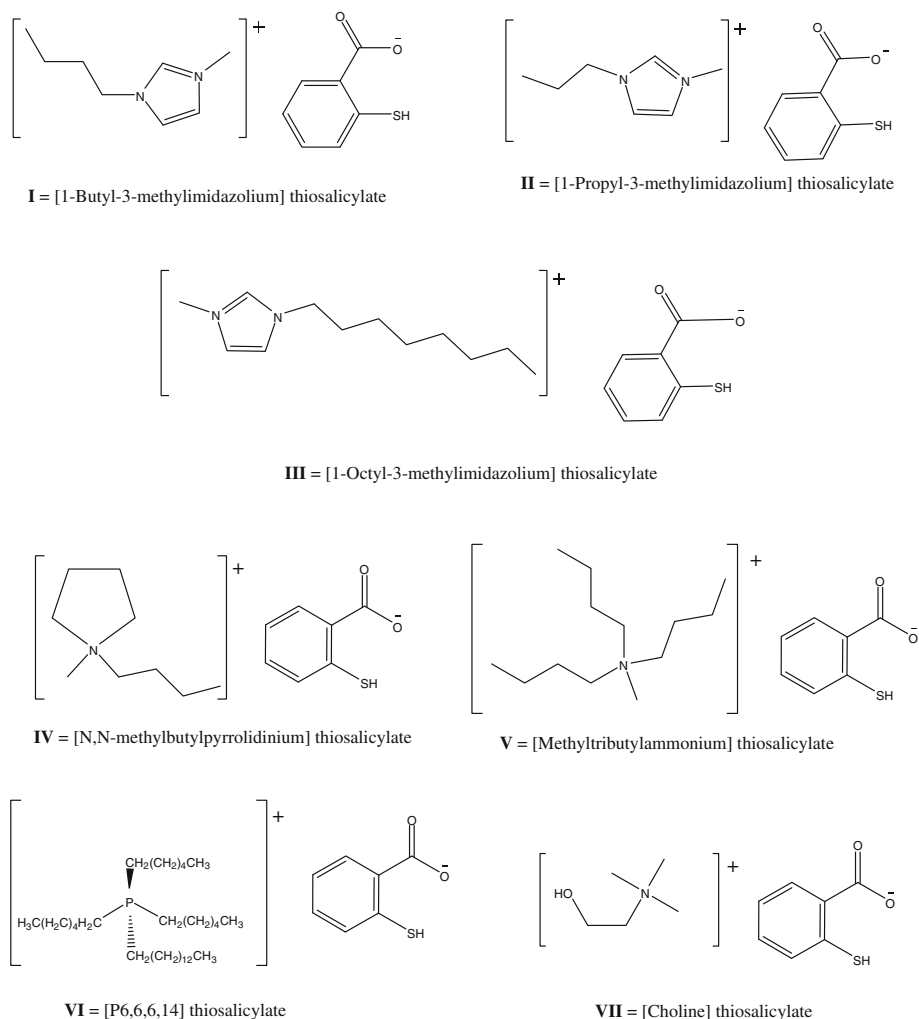 + O O- N N SH
+ O O- N N SH
I = [1-Butyl-3-methylimidazolium] thiosalicylate
II = [1-Propyl-3-methylimidazolium] thiosalicylate
+ O O- N N SH
III = [1-Octyl-3-methylimidazolium] thiosalicylate
+ O O- N SH
+ O O- N SH
IV = [N,N-methylbutylpyrrolidinium] thiosalicylate
V = [Methyltributylammonium] thiosalicylate
+ O O- SH
CH2(CH2)4CH3
H3C(H2C)4H2C P CH2(CH2)4CH3
CH2(CH2)12CH3
+ O O- HO N SH
VI = [P6,6,6,14] thiosalicylate
VII = [Choline] thiosalicylate